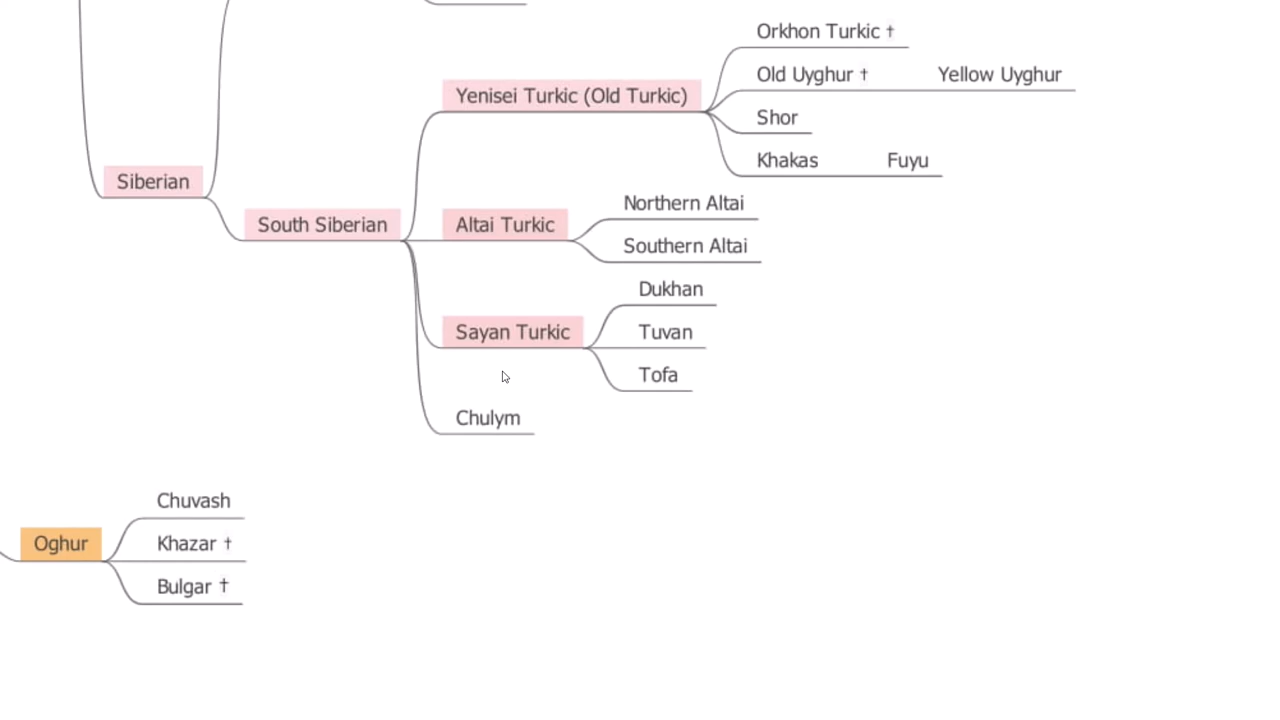 Orkhon Turkic †
Old Uyghur † Yellow Uyghur
Yenisei Turkic (Old Turkic)
Shor
Khakas Fuyu
Siberian
Northern Altai
South Siberian
Altai Turkic
Southern Altai
Dukhan
Sayan Turkic
Tuvan
Tofa
Chulym
Chuvash
Oghur
Khazar †
Bulgar †